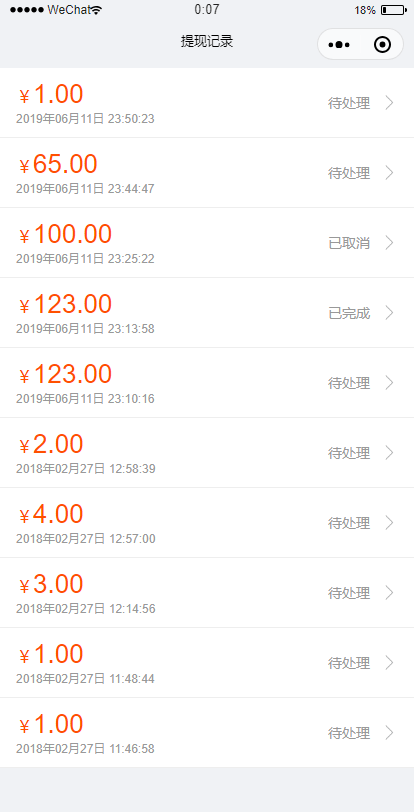 WeChat 0:07 18%
提现记录
￥1.00
待处理
2019年06月11日 23:50:23
￥65.00
待处理
2019年06月11日 23:44:47
￥100.00
已取消
2019年06月11日 23:25:22
￥123.00
已完成
2019年06月11日 23:13:58
￥123.00
待处理
2019年06月11日 23:10:16
￥2.00
待处理
2018年02月27日 12:58:39
￥4.00
待处理
2018年02月27日 12:57:00
￥3.00
待处理
2018年02月27日 12:14:56
￥1.00
待处理
2018年02月27日 11:48:44
￥1.00
待处理
2018年02月27日 11:46:58